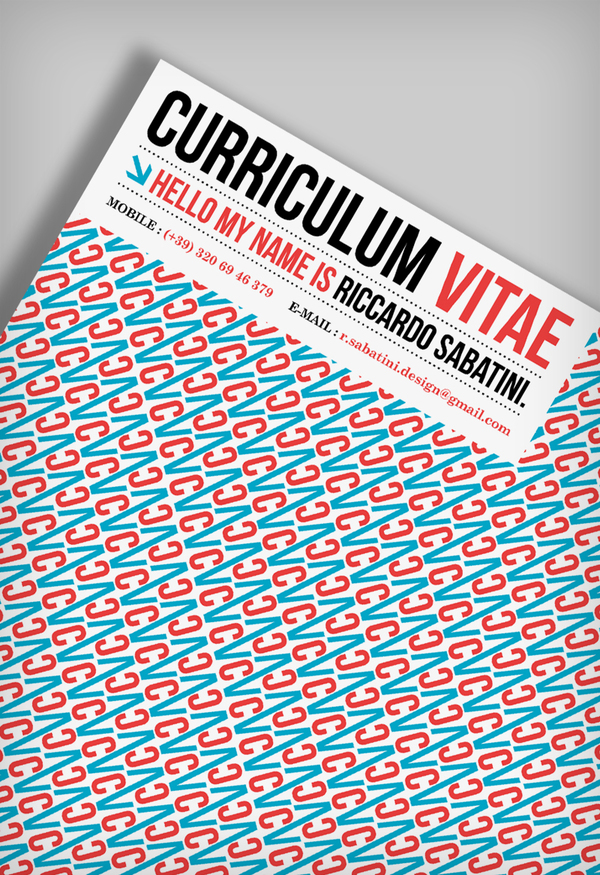 CURRICULUM VITAE
HELLO MY NAME IS RICCARDO SABATINI.
MOBILE : (+39) 320 69 46 379 E-MAIL : r.sabatini.design@gmail.com